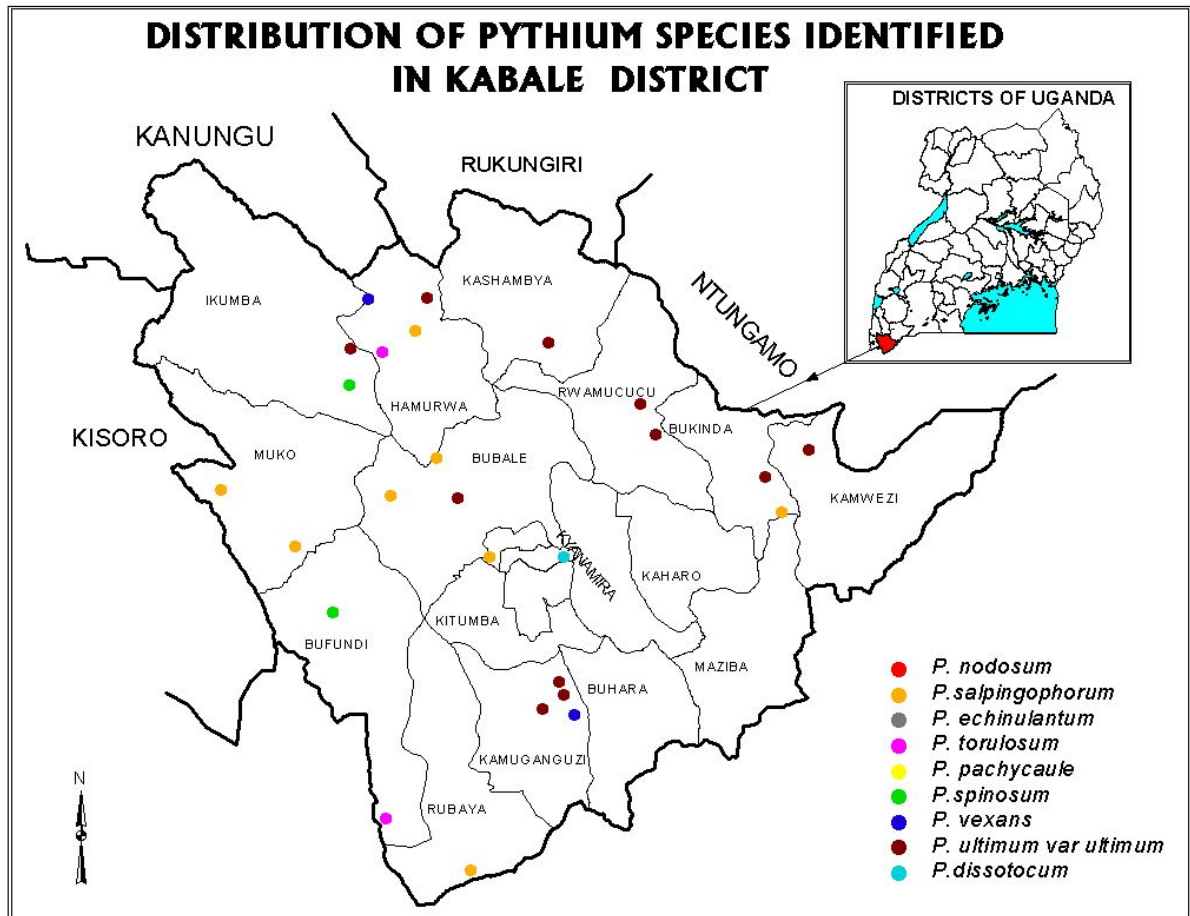 DISTRIBUTION OF PYTHIUM SPECIES IDENTIFIED
IN KABALE DISTRICT
DISTRICTS OF UGANDA
KANUNGU
RUKUNGIRI
KASHAMBYA
IKUMBA
NTUNGAMO
RWAMUCUCU
HAMURWA
BUKINDA
KISORO
MUKO
BUBALE
KAMWEZI
KYANAMIRA
KAHARO
KITUMBA
BUFUNDI
MAZIBA
BUHARA
KAMUGANGUZI
RUBAYA
N
P. nodosum
P.salpingophorum
P. echinulantum
P. torulosum
P. pachycaule
P.spinosum
P. vexans
P. ultimum var ultimum
P.dissotocum